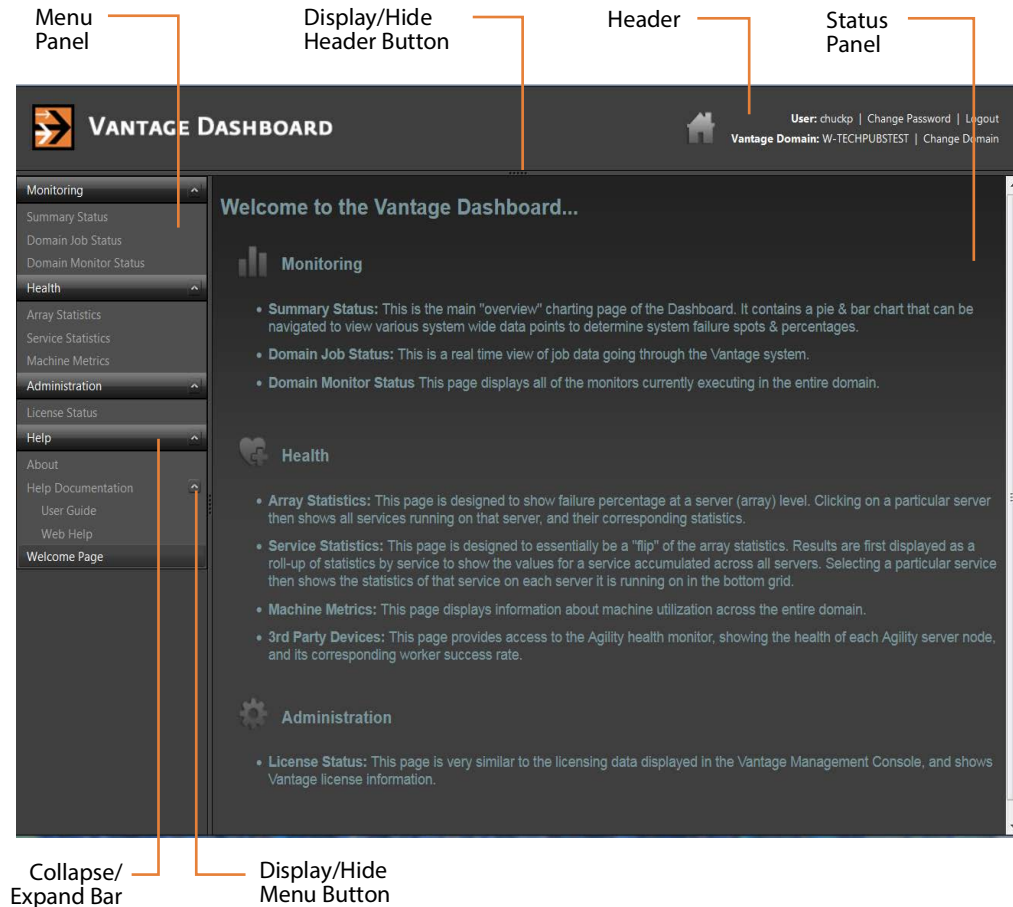 Menu
Panel
Display/Hide
Header Button
Header
Status
Panel
VANTAGE DASHBOARD
User: chuckp | Change Password | Logout
Vantage Domain: W-TECHPUBSTEST | Change Domain
Monitoring
Summary Status
Domain Job Status
Domain Monitor Status
Health
Array Statistics
Service Statistics
Machine Metrics
Administration
License Status
Help
About
Help Documentation
User Guide
Web Help
Welcome Page
Welcome to the Vantage Dashboard...
Monitoring
• Summary Status: This is the main "overview" charting page of the Dashboard. It contains a pie & bar chart that can be
navigated to view various system wide data points to determine system failure spots & percentages.
• Domain Job Status: This is a real time view of job data going through the Vantage system.
• Domain Monitor Status This page displays all of the monitors currently executing in the entire domain.
Health
• Array Statistics: This page is designed to show failure percentage at a server (array) level. Clicking on a particular server
then shows all services running on that server, and their corresponding statistics.
• Service Statistics: This page is designed to essentially be a "flip" of the array statistics. Results are first displayed as a
roll-up of statistics by service to show the values for a service accumulated across all servers. Selecting a particular service
then shows the statistics of that service on each server it is running on in the bottom grid.
• Machine Metrics: This page displays information about machine utilization across the entire domain.
• 3rd Party Devices: This page provides access to the Agility health monitor, showing the health of each Agility server node,
and its corresponding worker success rate.
Administration
• License Status: This page is very similar to the licensing data displayed in the Vantage Management Console, and shows
Vantage license information.
Collapse/
Expand Bar
Display/Hide
Menu Button